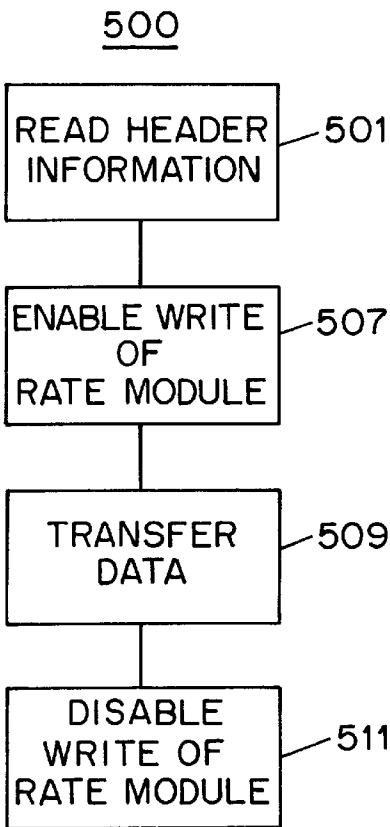 500
READ HEADER
INFORMATION
501
ENABLE WRITE
OF
RATE MODULE
507
TRANSFER
DATA
509
DISABLE
WRITE OF
RATE MODULE
511